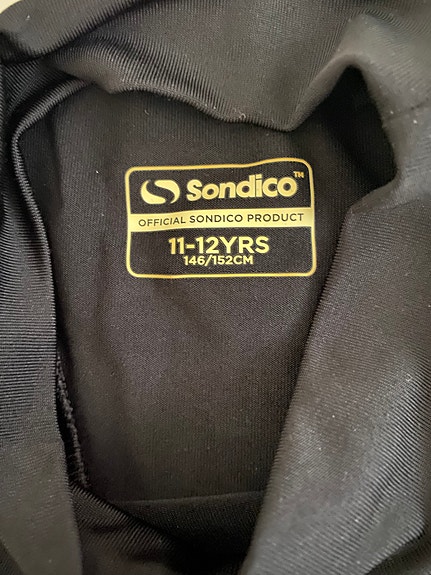 Sondico™
OFFICIAL SONDICO PRODUCT
11-12YRS
146/152CM